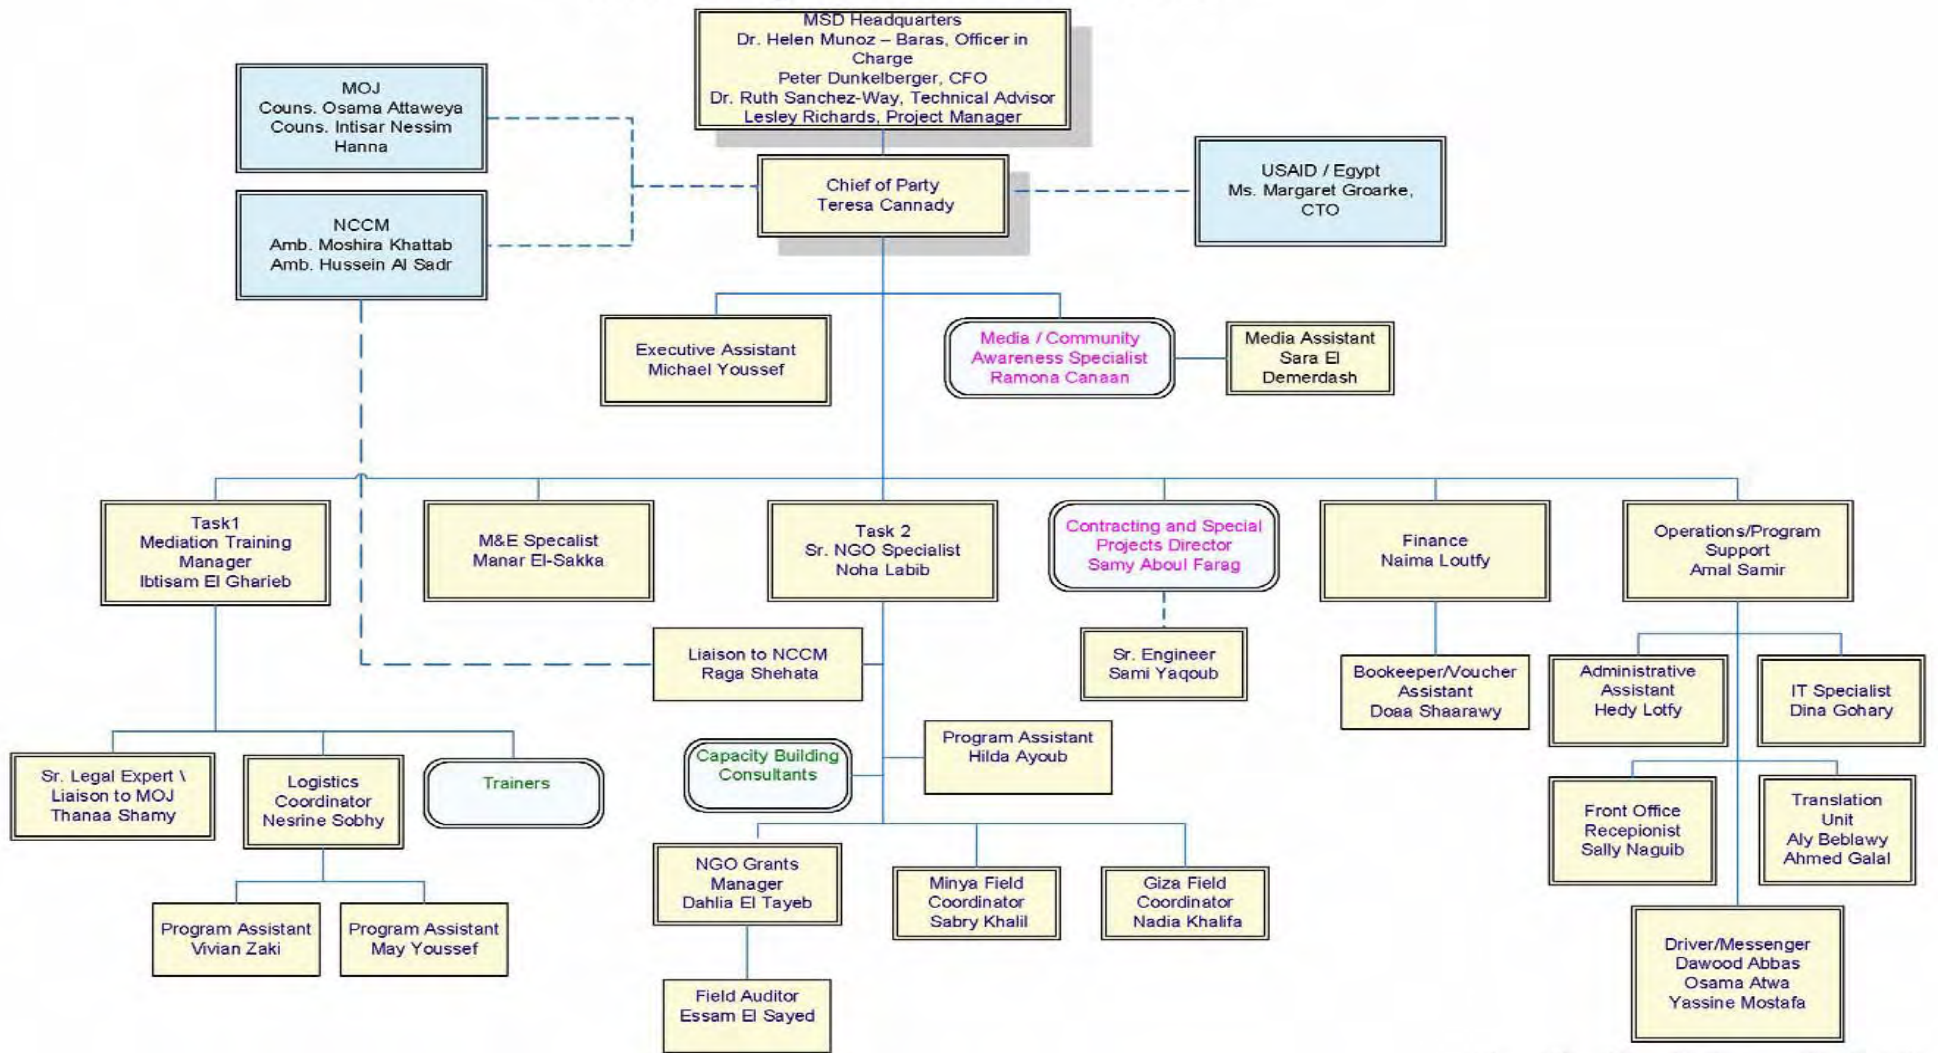 MSD Headquarters
Dr. Helen Munoz – Baras, Officer in
Charge
Peter Dunkelberger, CFO
Dr. Ruth Sanchez-Way, Technical Advisor
Lesley Richards, Project Manager
MOJ
Couns. Osama Attaweya
Couns. Intisar Nessim
Hanna
Chief of Party
Teresa Cannady
USAID / Egypt
Ms. Margaret Groarke,
CTO
NCCM
Amb. Moshira Khattab
Amb. Hussein Al Sadr
Executive Assistant
Michael Youssef
Media / Community
Awareness Specialist
Ramona Canaan
Media Assistant
Sara El
Demerdash
Task1
Mediation Training
Manager
Ibtisam El Gharieb
M&E Specalist
Manar El-Sakka
Task 2
Sr. NGO Specialist
Noha Labib
Contracting and Special
Projects Director
Samy Aboul Farag
Finance
Naima Loutfy
Operations/Program
Support
Amal Samir
Liaison to NCCM
Raga Shehata
Sr. Engineer
Sami Yaqoub
Bookeeper/Voucher
Assistant
Doaa Shaarawy
Administrative
Assistant
Hedy Lotfy
IT Specialist
Dina Gohary
Sr. Legal Expert \
Liaison to MOJ
Thanaa Shamy
Logistics
Coordinator
Nesrine Sobhy
Trainers
Capacity Building
Consultants
Program Assistant
Hilda Ayoub
Front Office
Recepionist
Sally Naguib
Translation
Unit
Aly Beblawy
Ahmed Galal
NGO Grants
Manager
Dahlia El Tayeb
Minya Field
Coordinator
Sabry Khalil
Giza Field
Coordinator
Nadia Khalifa
Program Assistant
Vivian Zaki
Program Assistant
May Youssef
Field Auditor
Essam El Sayed
Driver/Messenger
Dawood Abbas
Osama Atwa
Yassine Mostafa